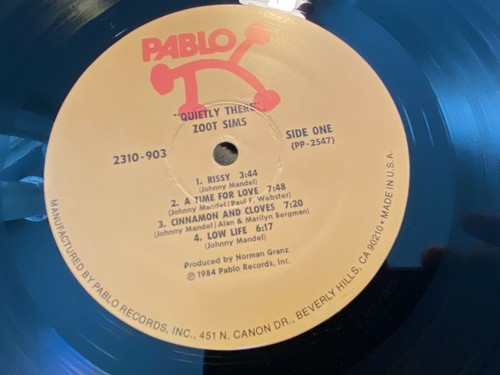 PABLO
"QUIETLY THERE"
ZOOT SIMS
2310-903
SIDE ONE
(PP-2547)
1. RISSY 3:44
(Johnny Mandel)
2. A TIME FOR LOVE 7:48
(Johnny Mandel/Paul F. Webster)
3. CINNAMON AND CLOVES 7:20
(Johnny Mandel/Alan & Marilyn Borgman)
4. LOW LIFE 6:17
(Johnny Mandel)
Produced by Norman Granz
℗ 1984 Pablo Records, Inc.
MANUFACTURED BY PABLO RECORDS, INC., 451 N. CANON DR., BEVERLY HILLS, CA 90210 • MADE IN U.S.A.